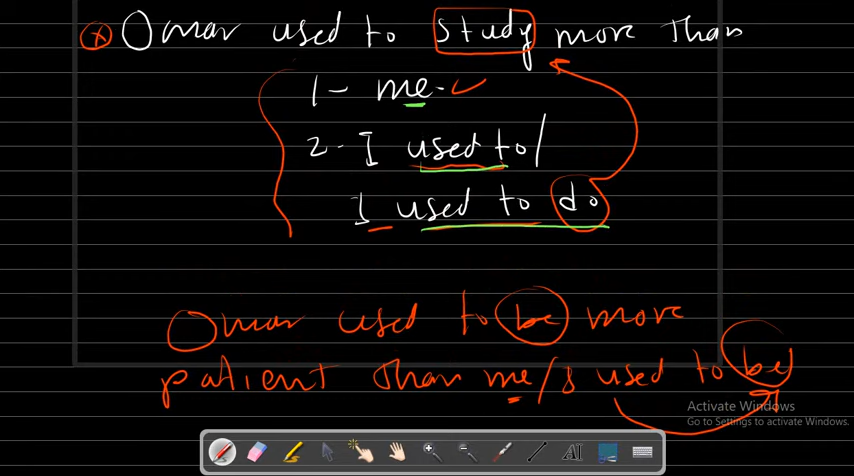 Omar used to study more than
1- me.
2- I used to/
I used to do
Omar used to be more
patient than me/I used to be
Activate Windows
Go to Settings to activate Windows.
AI